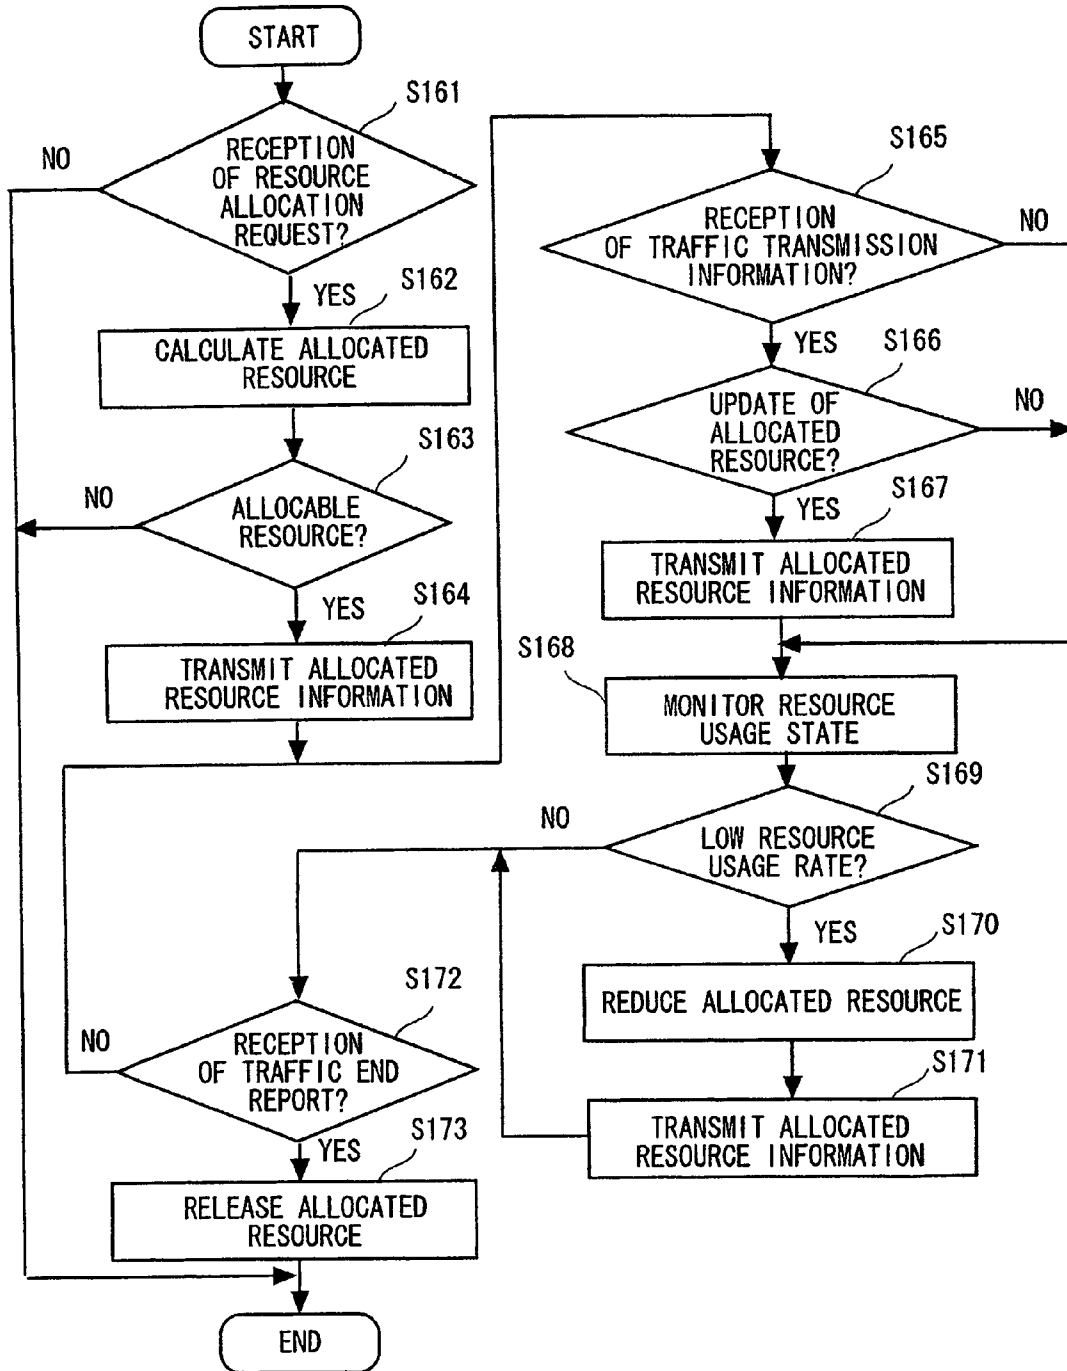 START
S161
NO
RECEPTION
OF RESOURCE
ALLOCATION
REQUEST?
YES
S162
CALCULATE ALLOCATED
RESOURCE
S163
NO
ALLOCABLE
RESOURCE?
YES
S164
TRANSMIT ALLOCATED
RESOURCE INFORMATION
S165
RECEPTION
OF TRAFFIC TRANSMISSION
INFORMATION?
NO
YES
S166
UPDATE OF
ALLOCATED
RESOURCE?
NO
YES
S167
TRANSMIT ALLOCATED
RESOURCE INFORMATION
S168
MONITOR RESOURCE
USAGE STATE
S169
NO
LOW RESOURCE
USAGE RATE?
YES
S170
REDUCE ALLOCATED RESOURCE
S171
TRANSMIT ALLOCATED
RESOURCE INFORMATION
S172
NO
RECEPTION
OF TRAFFIC END
REPORT?
YES
S173
RELEASE ALLOCATED
RESOURCE
END